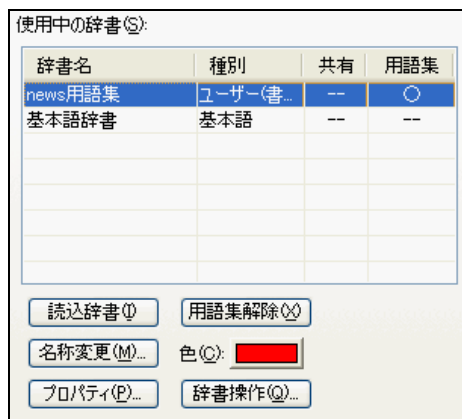 使用中の辞書(S):
辞書名 種別 共有 用語集
news用語集 ユーザー(書... -- ○
基本語辞書 基本語 -- --
読込辞書(I) 用語集解除(X)
名称変更(M)... 色(C):
プロパティ(P)... 辞書操作(Q)...